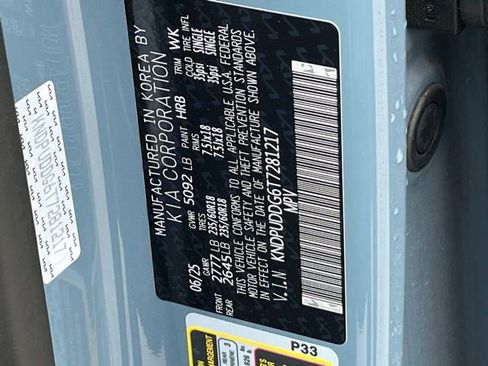 MANUFACTURED IN KOREA BY
KIA CORPORATION
06/25 GVWR 5092 LB HRB TRIM WK
GAWR TIRES RIMS COLD TIRE INFL
FRONT 2777 LB 235/60R18 7.5Jx18 35psi SINGLE
REAR 2645 LB 235/60R18 7.5Jx18 35psi SINGLE
THIS VEHICLE CONFORMS TO ALL APPLICABLE U.S.A. FEDERAL
MOTOR VEHICLE SAFETY, BUMPER, AND THEFT PREVENTION STANDARDS
IN EFFECT ON THE DATE OF MANUFACTURE SHOWN ABOVE.
V.I.N KNDPUDDG6T7281217
MPV
P33
REAR 3